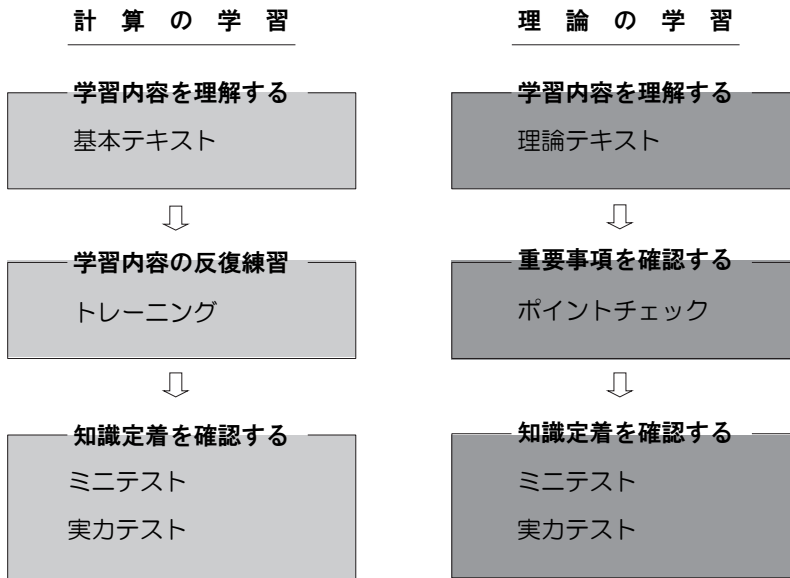 計算の学習
学習内容を理解する
基本テキスト
学習内容の反復練習
トレーニング
知識定着を確認する
ミニテスト
実力テスト
理論の学習
学習内容を理解する
理論テキスト
重要事項を確認する
ポイントチェック
知識定着を確認する
ミニテスト
実力テスト